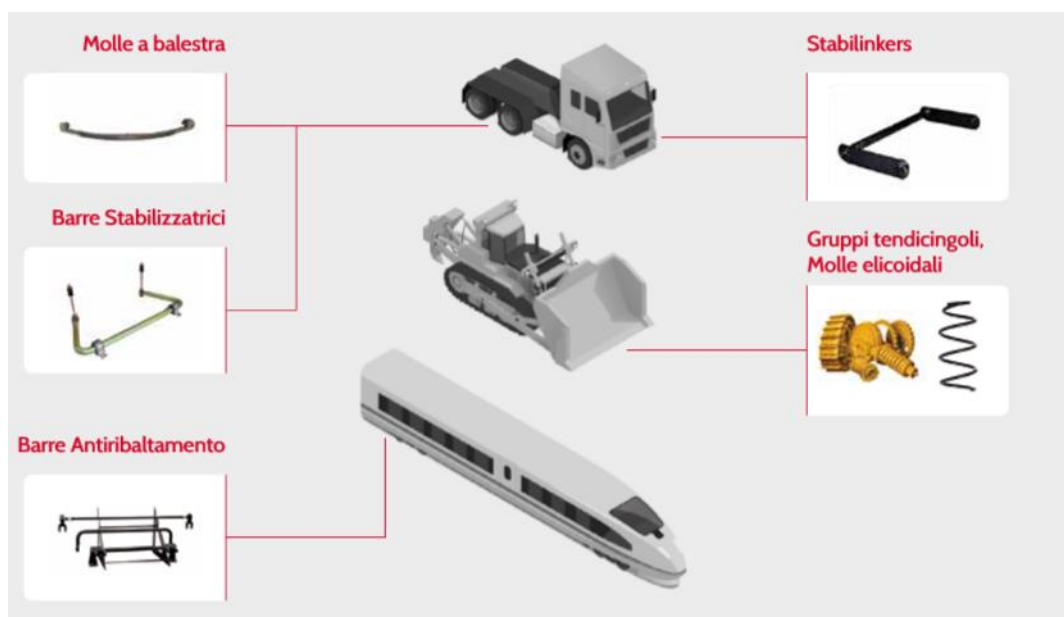 Molle a balestra
Stabilinkers
Barre Stabilizzatrici
Gruppi tendicingoli,
Molle elicoidali
Barre Antiribaltamento